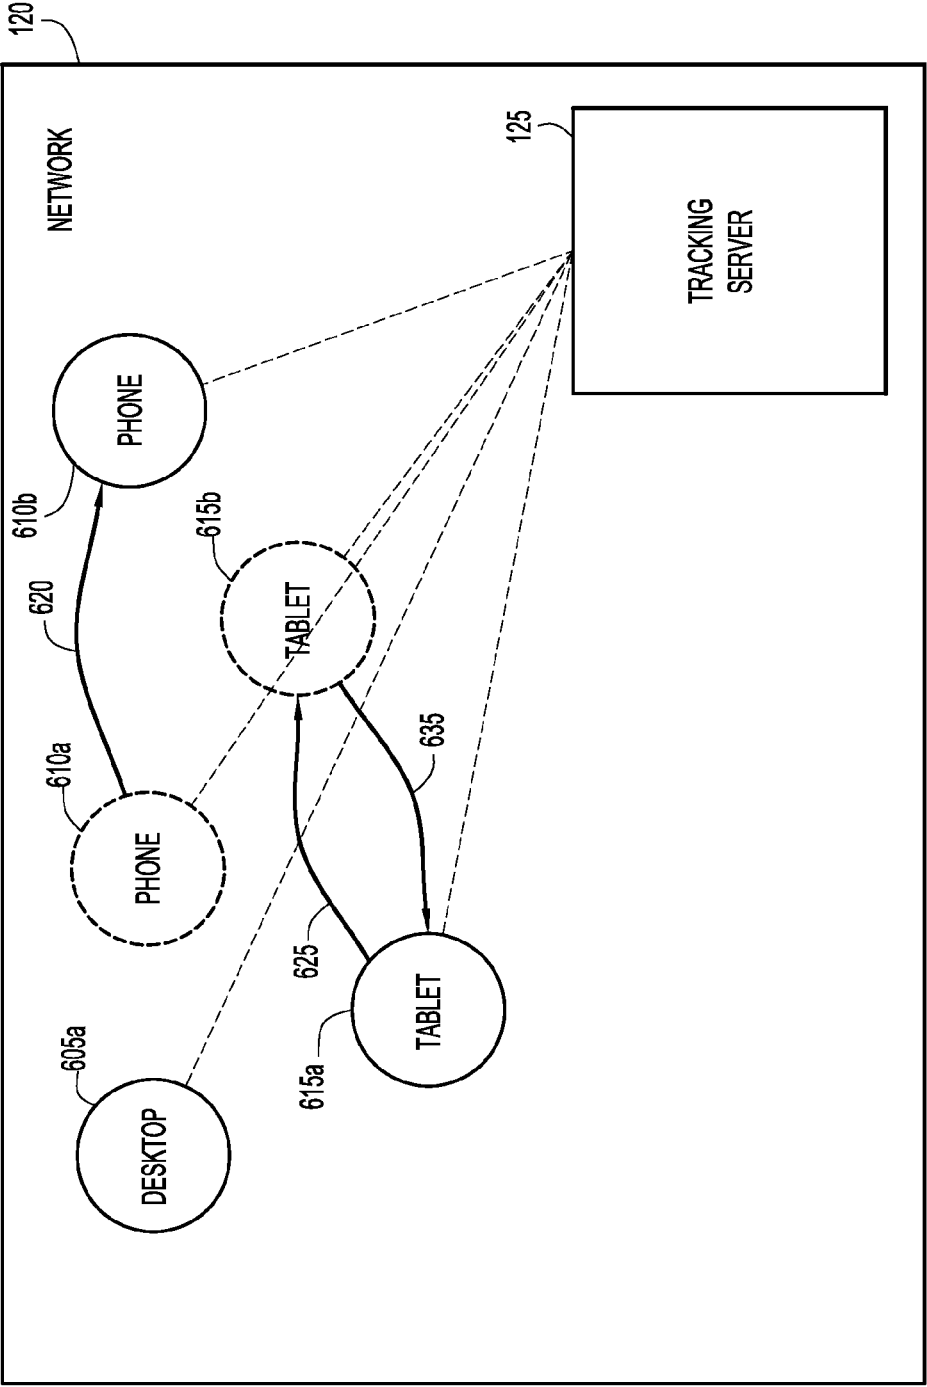 120
NETWORK
125
TRACKING
SERVER
PHONE
610b
620
610a
PHONE
615b
TABLET
635
625
TABLET
615a
605a
DESKTOP